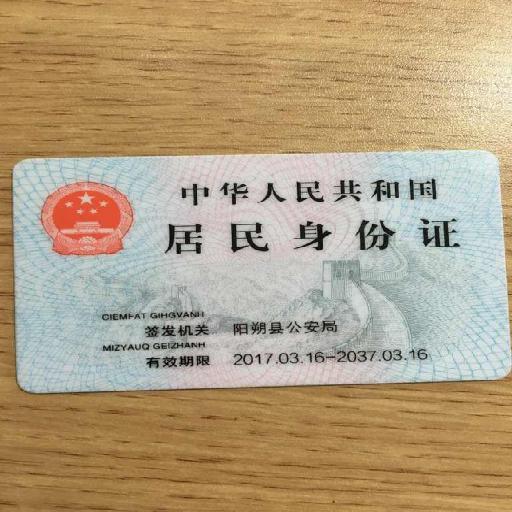 中华人民共和国
居民身份证
CIEMFAT GIHGVANH
签发机关 阳朔县公安局
MIZYAUQ GEIZHANH
有效期限 2017.03.16-2037.03.16